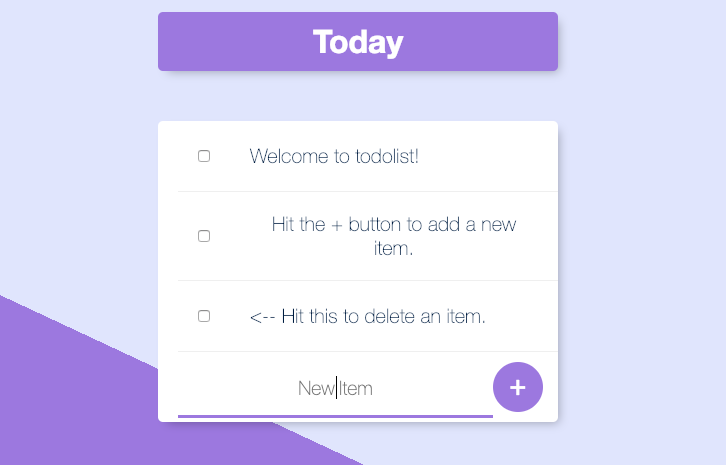 Today
Welcome to todolist!
Hit the + button to add a new
item.
<-- Hit this to delete an item.
New Item
+